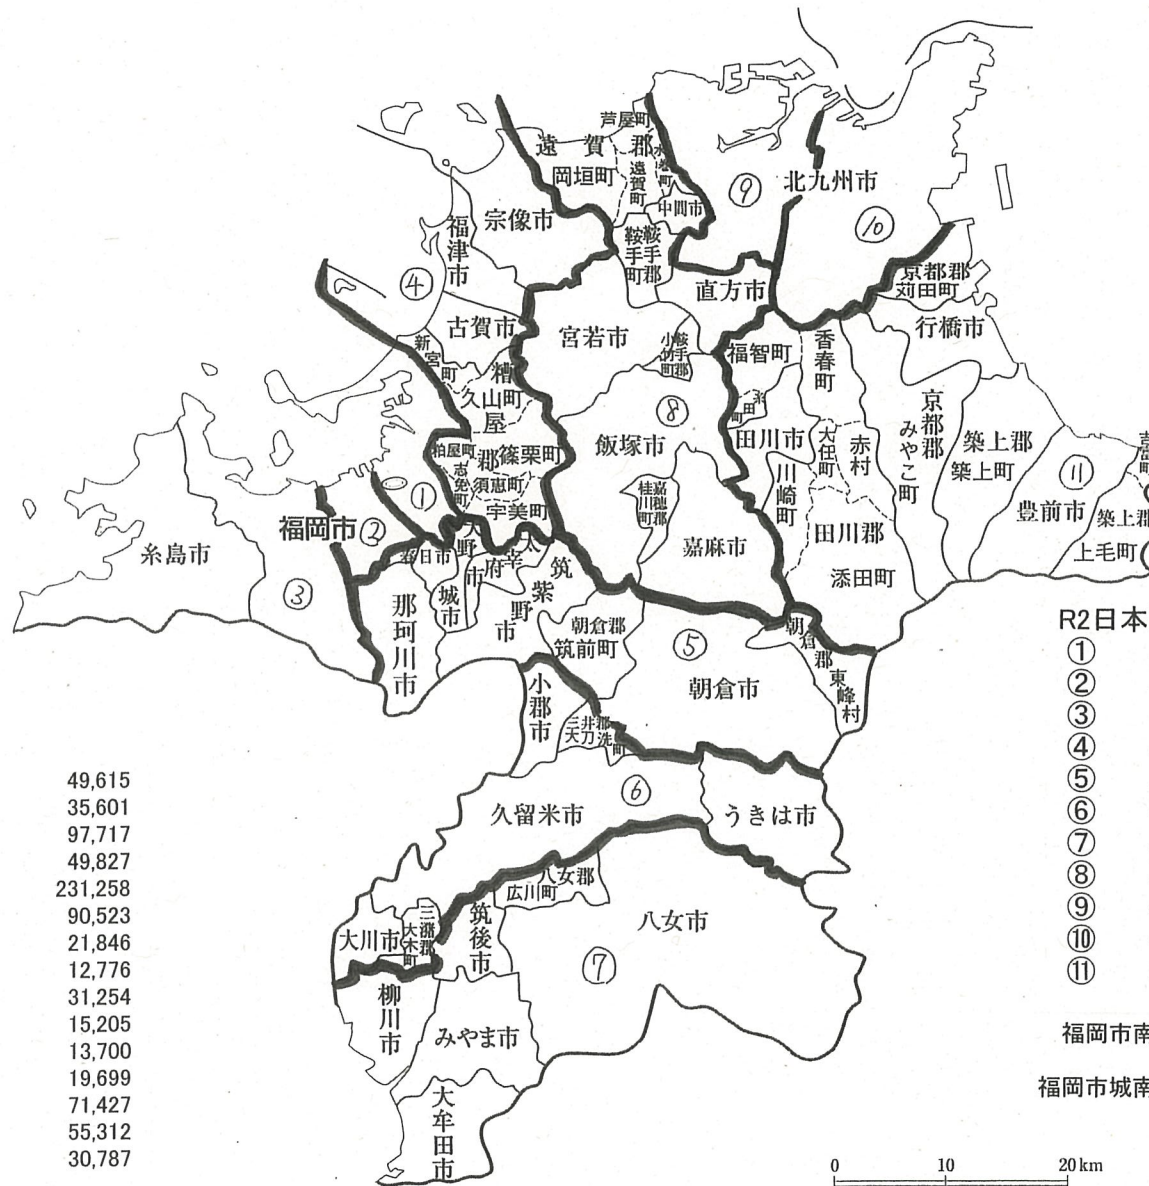 芦屋町
遠賀郡
岡垣町
遠賀町
水巻町
中間市
⑨
北九州市
⑩
宗像市
福津市
鞍手郡
鞍手町
④
直方市
京都郡
苅田町
行橋市
古賀市
宮若市
鞍手郡
小竹町
福智町
香春町
新宮町
糟屋郡
久山町
⑧
糸田町
田川市
大任町
赤村
京都郡
みやこ町
築上郡
築上町
⑪
豊前市
築上郡
上毛町
飯塚市
粕屋町
篠栗町
志免町
須恵町
宇美町
川崎町
嘉穂郡
桂川町
嘉麻市
田川郡
添田町
①
福岡市
②
糸島市
③
春日市
大野城市
太宰府市
筑紫野市
那珂川市
朝倉郡
筑前町
⑤
朝倉市
朝倉郡
東峰村
小郡市
三井郡
大刀洗町
久留米市
⑥
うきは市
八女郡
広川町
八女市
⑦
大川市
三潴郡
大木町
筑後市
柳川市
みやま市
大牟田市
49,615
35,601
97,717
49,827
231,258
90,523
21,846
12,776
31,254
15,205
13,700
19,699
71,427
55,312
30,787
R2日本
①
②
③
④
⑤
⑥
⑦
⑧
⑨
⑩
⑪
福岡市南
福岡市城南
0 10 20km